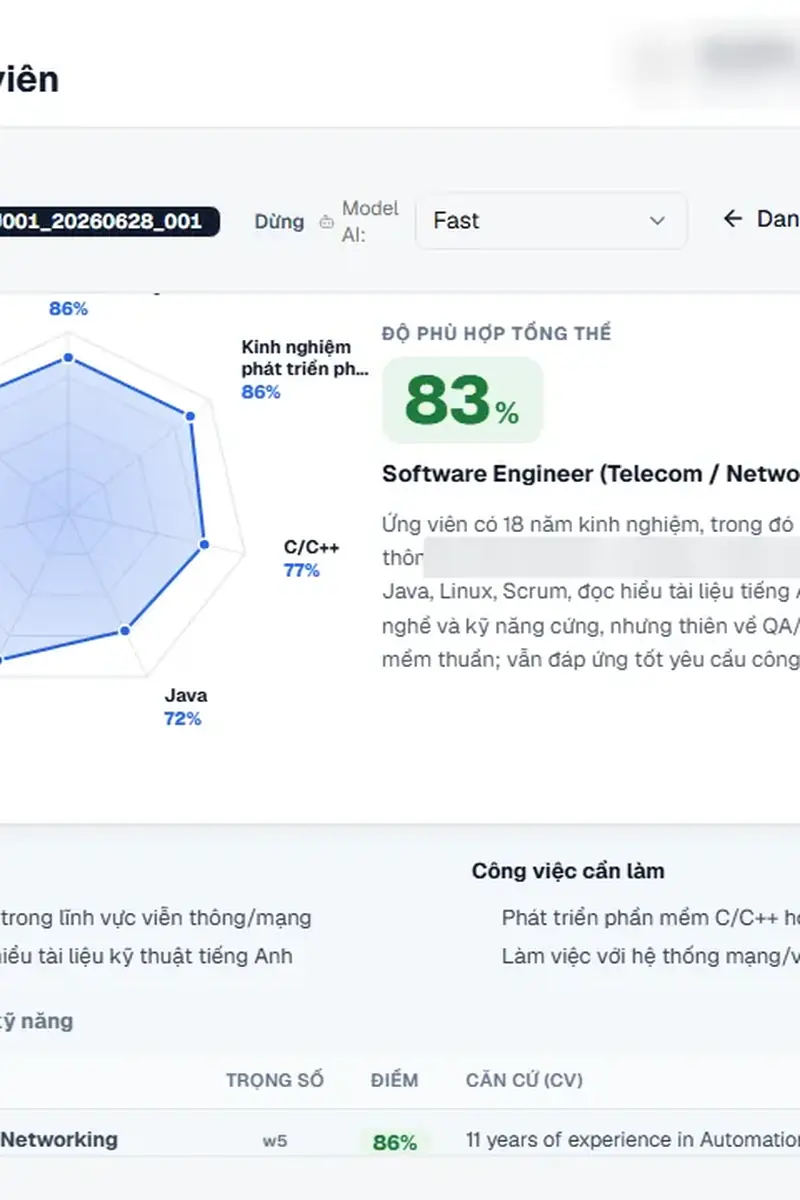 viên
001_20260628_001
Dừng
Model
AI:
Fast
← Dan
86%
Kinh nghiệm
phát triển ph...
86%
C/C++
77%
Java
72%
ĐỘ PHÙ HỢP TỔNG THỂ
83%
Software Engineer (Telecom / Netwo
Ứng viên có 18 năm kinh nghiệm, trong đó
thôn
Java, Linux, Scrum, đọc hiểu tài liệu tiếng A
nghề và kỹ năng cứng, nhưng thiên về QA/
mềm thuần; vẫn đáp ứng tốt yêu cầu công
trong lĩnh vực viễn thông/mạng
hiểu tài liệu kỹ thuật tiếng Anh
Công việc cần làm
Phát triển phần mềm C/C++ h
Làm việc với hệ thống mạng/v
kỹ năng
TRỌNG SỐ ĐIỂM CĂN CỨ (CV)
Networking w5 86% 11 years of experience in Automation